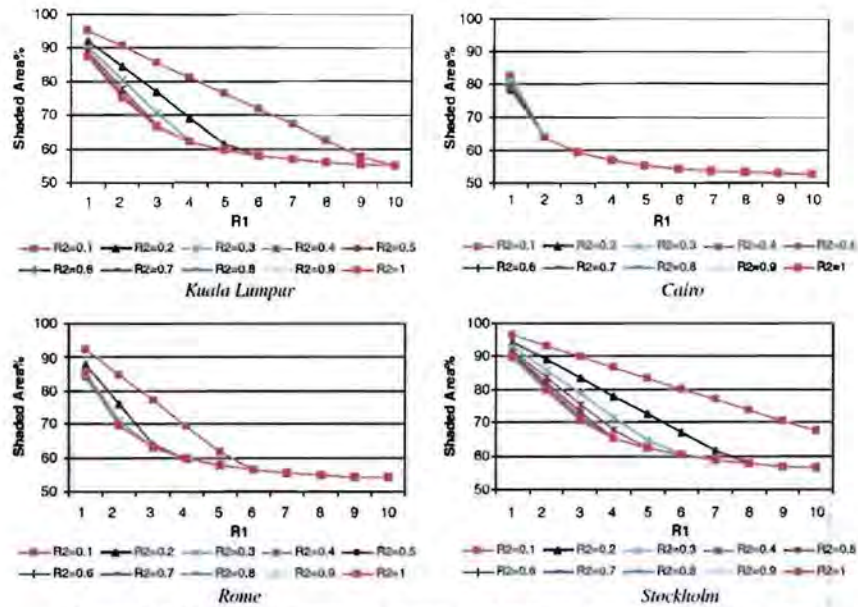 Shaded Area%
100
90
80
70
60
50
1 2 3 4 5 6 7 8 9 10
R1
R2=0.1 R2=0.2 R2=0.3 R2=0.4 R2=0.5
R2=0.6 R2=0.7 R2=0.8 R2=0.9 R2=1
Kuala Lumpur
Shaded Area%
100
90
80
70
60
50
1 2 3 4 5 6 7 8 9 10
R1
R2=0.1 R2=0.2 R2=0.3 R2=0.4 R2=0.5
R2=0.6 R2=0.7 R2=0.8 R2=0.9 R2=1
Cairo
Shaded Area%
100
90
80
70
60
50
1 2 3 4 5 6 7 8 9 10
R1
R2=0.1 R2=0.2 R2=0.3 R2=0.4 R2=0.5
R2=0.6 R2=0.7 R2=0.8 R2=0.9 R2=1
Rome
Shaded Area%
100
90
80
70
60
50
1 2 3 4 5 6 7 8 9 10
R1
R2=0.1 R2=0.2 R2=0.3 R2=0.4 R2=0.5
R2=0.6 R2=0.7 R2=0.8 R2=0.9 R2=1
Stockholm